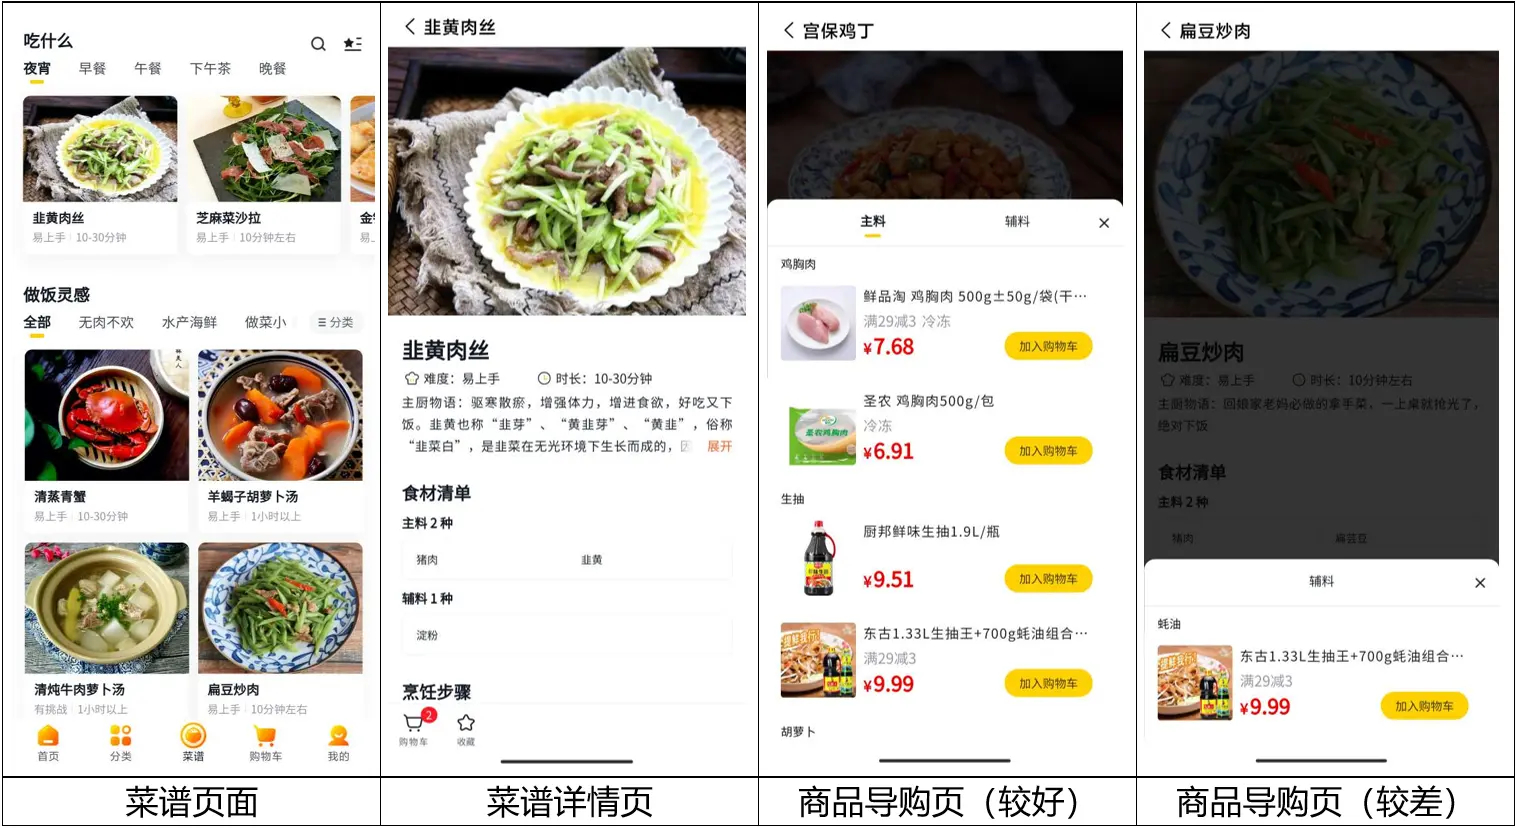 吃什么
夜宵 早餐 午餐 下午茶 晚餐
韭黄肉丝 芝麻菜沙拉
易上手 10-30分钟 易上手 10分钟左右
做饭灵感
全部 无肉不欢 水产海鲜 做菜小 分类
清蒸青蟹 羊蝎子胡萝卜汤
易上手 10-30分钟 易上手 1小时以上
清炖牛肉萝卜汤 扁豆炒肉
有挑战 1小时以上 易上手 10分钟左右
首页 分类 菜谱 购物车 我的
菜谱页面
韭黄肉丝
韭黄肉丝
难度：易上手 时长：10-30分钟
主厨物语：驱寒散瘀，增强体力，增进食欲，好吃又下
饭。韭黄也称“韭芽”、“黄韭芽”、“黄韭”，俗称
“韭菜白”，是韭菜在无光环境下生长而成的， 展开
食材清单
主料 2 种
猪肉 韭黄
辅料 1 种
淀粉
烹饪步骤
2
购物车 收藏
菜谱详情页
宫保鸡丁
主料 辅料
鸡胸肉
鲜品淘 鸡胸肉 500g±50g/袋(干…
满29减3 冷冻
¥7.68 加入购物车
圣农 鸡胸肉500g/包
冷冻
¥6.91 加入购物车
生抽
厨邦鲜味生抽1.9L/瓶
¥9.51 加入购物车
东古1.33L生抽王+700g蚝油组合…
满29减3
¥9.99 加入购物车
胡萝卜
商品导购页（较好）
扁豆炒肉
扁豆炒肉
难度：易上手 时长：10分钟左右
主厨物语：回娘家老妈必做的拿手菜，一上桌就抢光了，
绝对下饭
食材清单
主料 2 种
猪肉 扁芸豆
辅料
蚝油
东古1.33L生抽王+700g蚝油组合…
满29减3
¥9.99 加入购物车
商品导购页（较差）